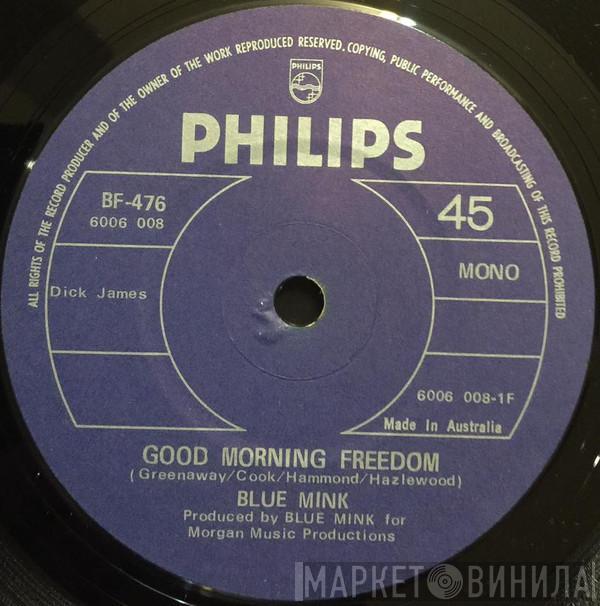 ALL RIGHTS OF THE RECORD PRODUCER AND OF THE OWNER OF THE WORK REPRODUCED RESERVED. COPYING, PUBLIC PERFORMANCE AND BROADCASTING OF THIS RECORD PROHIBITED
PHILIPS
PHILIPS
BF-476
6006 008
45
MONO
Dick James
6006 008-1F
Made In Australia
GOOD MORNING FREEDOM
(Greenaway/Cook/Hammond/Hazlewood)
BLUE MINK
Produced by BLUE MINK for
Morgan Music Productions
МАРКЕТ ВИНИЛА